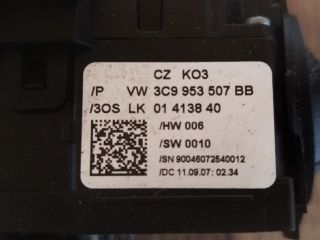 CZ KO3
/P VW 3C9 953 507 BB
/3OS LK 01 4138 40
/HW 006
/SW 0010
/SN 90046072540012
/DC 11.09.07: 02.34